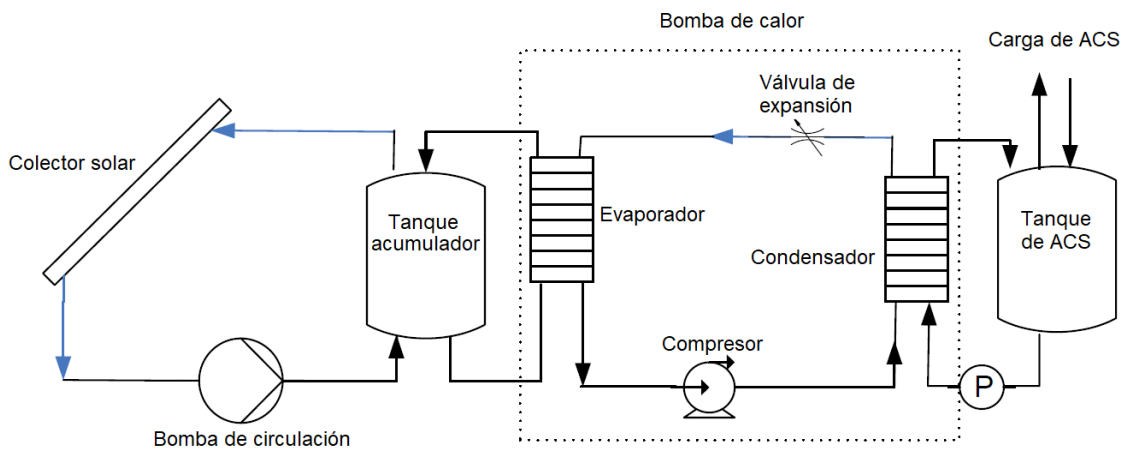 Bomba de calor
Carga de ACS
Válvula de
expansión
Colector solar
Tanque
acumulador
Evaporador
Condensador
Tanque
de ACS
Compresor
P
Bomba de circulación